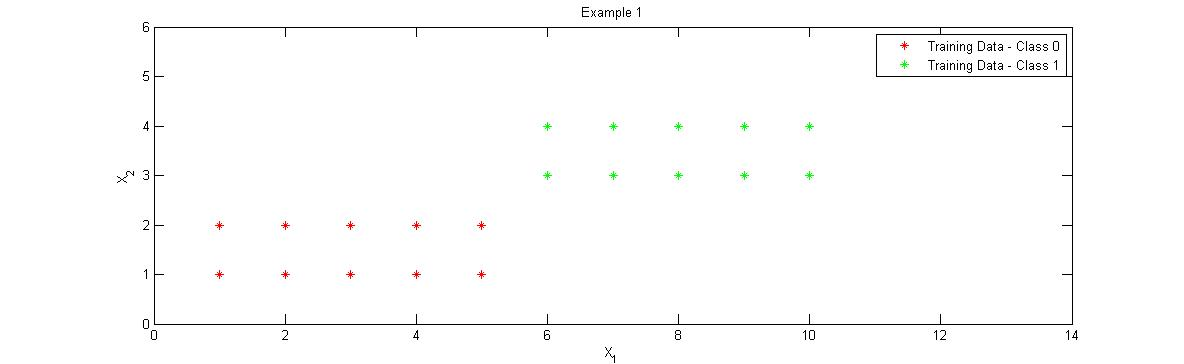 Example 1
6
5
4
3
2
1
0
X2
0 2 4 6 8 10 12 14
X1
Training Data - Class 0
Training Data - Class 1